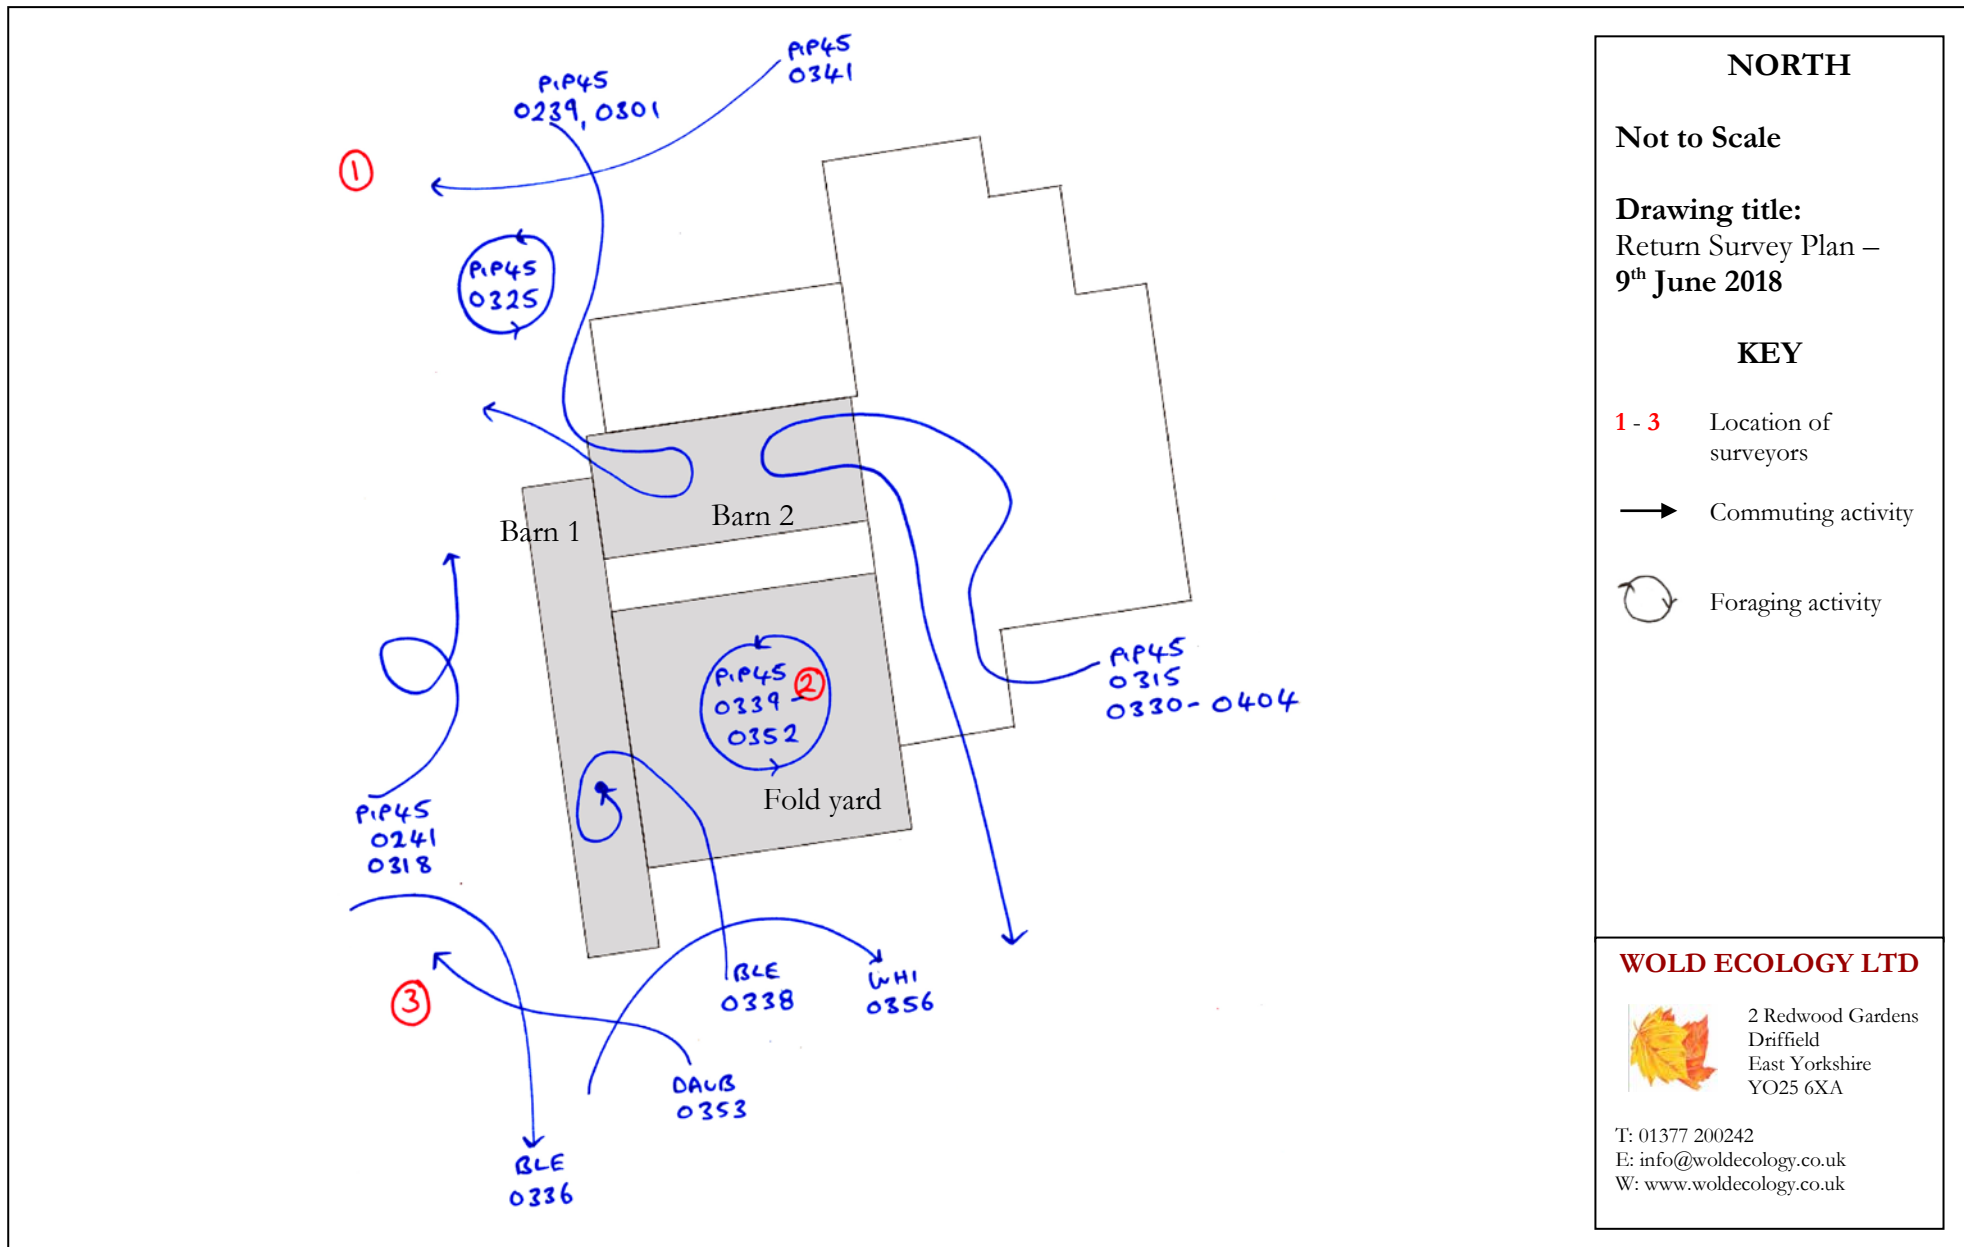 PiP45
0341
PiP45
0239, 0301
1
PiP45
0325
Barn 2
Barn 1
PiP45
0339 -
0352
2
Fold yard
PiP45
0315
0330 - 0404
PiP45
0241
0318
3
BLE
0338
WHI
0356
DAUB
0353
BLE
0336
NORTH
Not to Scale
Drawing title:
Return Survey Plan –
9th June 2018
KEY
1 - 3 Location of
surveyors
Commuting activity
Foraging activity
WOLD ECOLOGY LTD
2 Redwood Gardens
Driffield
East Yorkshire
YO25 6XA
T: 01377 200242
E: info@woldecology.co.uk
W: www.woldecology.co.uk